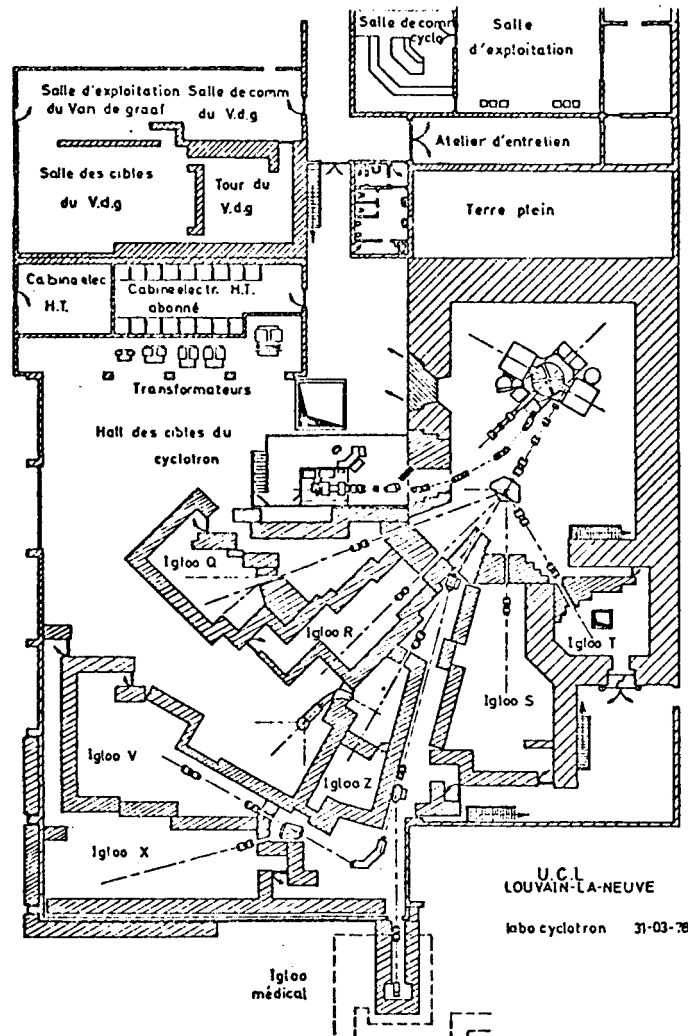 Salle de comm
cyclo
Salle
d'exploitation
Salle d'exploitation
du Van de graaf
Salle de comm
du V.d.g
Atelier d'entretien
Salle des cibles
du V.d.g
Tour du
V.d.g
Terre plein
Cabine elec
H.T.
Cabine electr. H.T.
abonné
Transformateurs
Hall des cibles du
cyclotron
Igloo Q
Igloo R
Igloo T
Igloo S
Igloo V
Igloo Z
Igloo X
U.C.L
LOUVAIN-LA-NEUVE
labo cyclotron 31-03-78
Igloo
médical